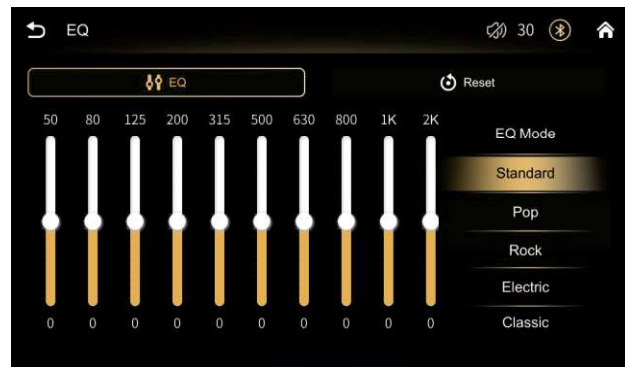 EQ 30
EQ Reset
50 80 125 200 315 500 630 800 1K 2K
EQ Mode
Standard
Pop
Rock
Electric
0 0 0 0 0 0 0 0 0 0
Classic